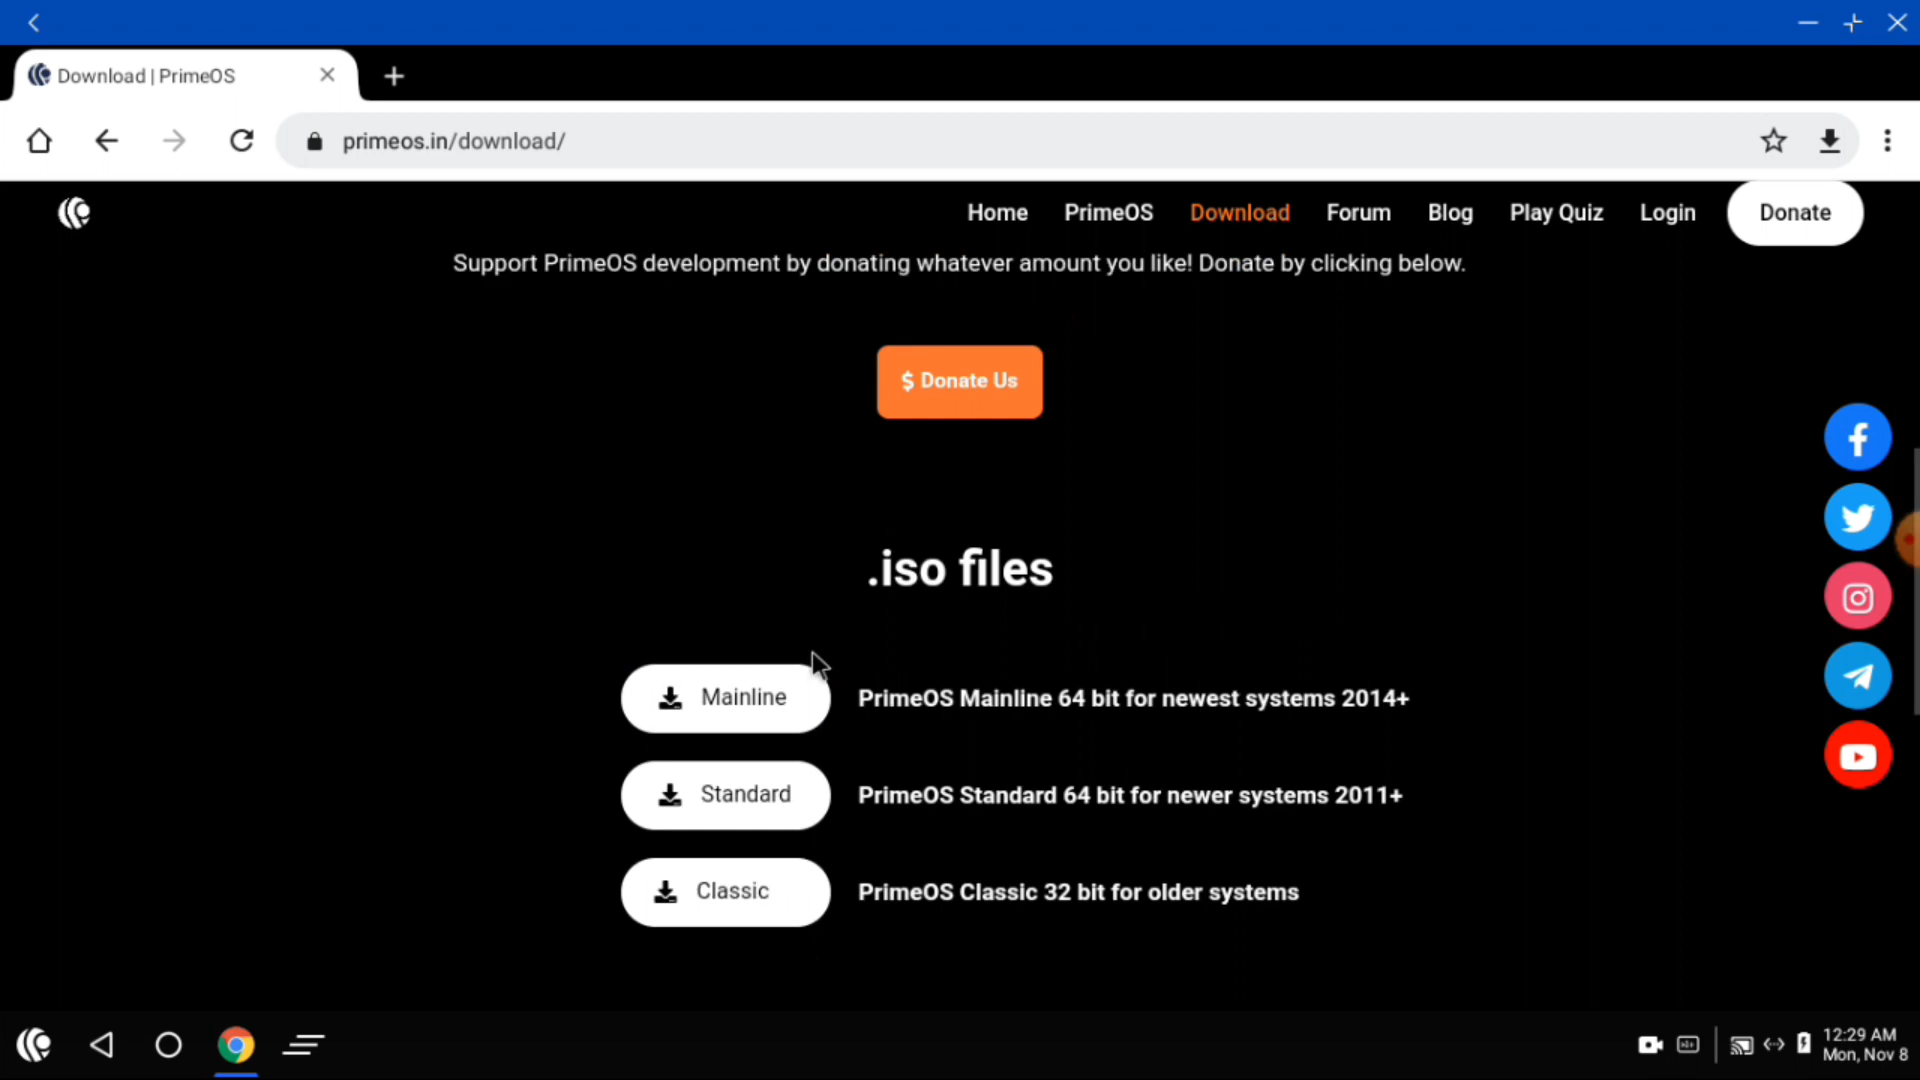 Download | PrimeOS
primeos.in/download/
Home PrimeOS Download Forum Blog Play Quiz Login Donate
Support PrimeOS development by donating whatever amount you like! Donate by clicking below.
$ Donate Us
.iso files
Mainline PrimeOS Mainline 64 bit for newest systems 2014+
Standard PrimeOS Standard 64 bit for newer systems 2011+
Classic PrimeOS Classic 32 bit for older systems
12:29 AM
Mon, Nov 8